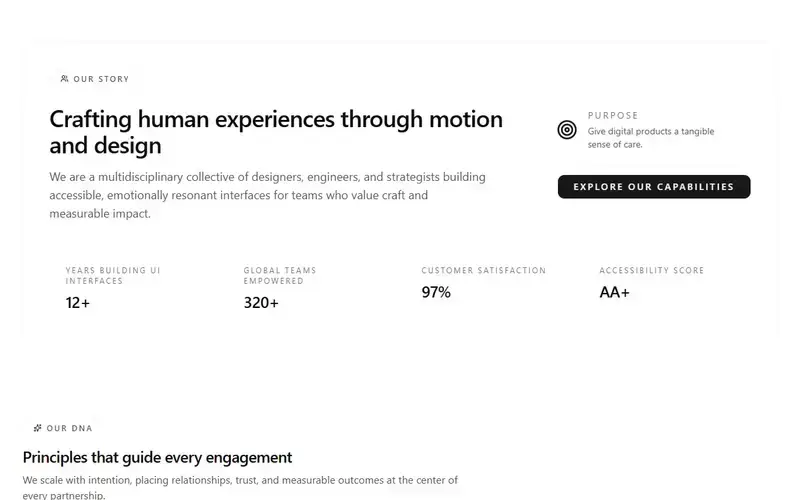 OUR STORY
Crafting human experiences through motion
and design
We are a multidisciplinary collective of designers, engineers, and strategists building
accessible, emotionally resonant interfaces for teams who value craft and
measurable impact.
PURPOSE
Give digital products a tangible
sense of care.
EXPLORE OUR CAPABILITIES
YEARS BUILDING UI
INTERFACES
12+
GLOBAL TEAMS
EMPOWERED
320+
CUSTOMER SATISFACTION
97%
ACCESSIBILITY SCORE
AA+
OUR DNA
Principles that guide every engagement
We scale with intention, placing relationships, trust, and measurable outcomes at the center of
every partnership.